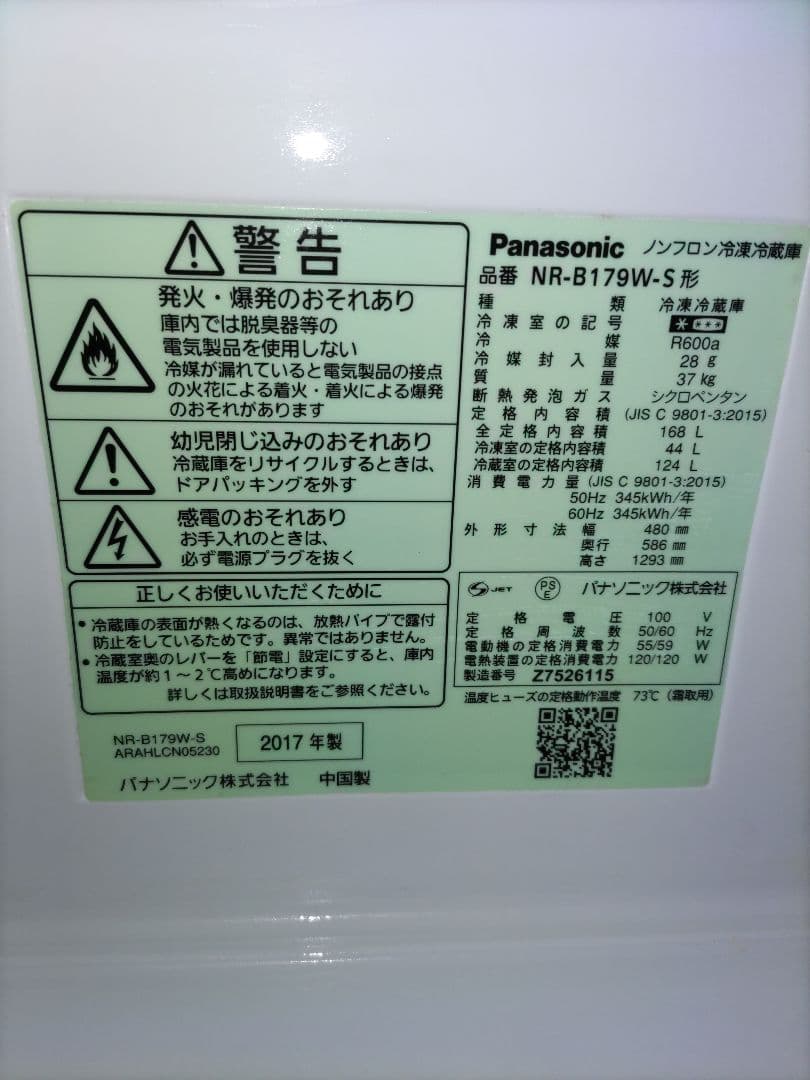 警告
発火・爆発のおそれあり
庫内では脱臭器等の
電気製品を使用しない
冷媒が漏れていると電気製品の接点
の火花による着火・着火による爆発
のおそれがあります
幼児閉じ込みのおそれあり
冷蔵庫をリサイクルするときは、
ドアパッキングを外す
感電のおそれあり
お手入れのときは、
必ず電源プラグを抜く
正しくお使いいただくために
• 冷蔵庫の表面が熱くなるのは、放熱パイプで露付
防止をしているためです。異常ではありません。
• 冷蔵室奥のレバーを「節電」設定にすると、庫内
温度が約1~2℃高めになります。
詳しくは取扱説明書をご参照ください。
NR-B179W-S
ARAHLCN05230
2017 年製
パナソニック株式会社 中国製
Panasonic ノンフロン冷凍冷蔵庫
品番 NR-B179W-S形
種類 冷凍冷蔵庫
冷凍室の記号 * ***
冷媒 R600a
冷媒封入量 28 g
質量 37 kg
断熱発泡ガス シクロペンタン
定格内容積 (JIS C 9801-3:2015)
全定格内容積 168 L
冷凍室の定格内容積 44 L
冷蔵室の定格内容積 124 L
消費電力量 (JIS C 9801-3:2015)
50Hz 345kWh/年
60Hz 345kWh/年
外形寸法 幅 480 mm
奥行 586 mm
高さ 1293 mm
JET PS E パナソニック株式会社
定格電圧 100 V
定格周波数 50/60 Hz
電動機の定格消費電力 55/59 W
電熱装置の定格消費電力 120/120 W
製造番号 Z7526115
温度ヒューズの定格動作温度 73℃ (霜取用)